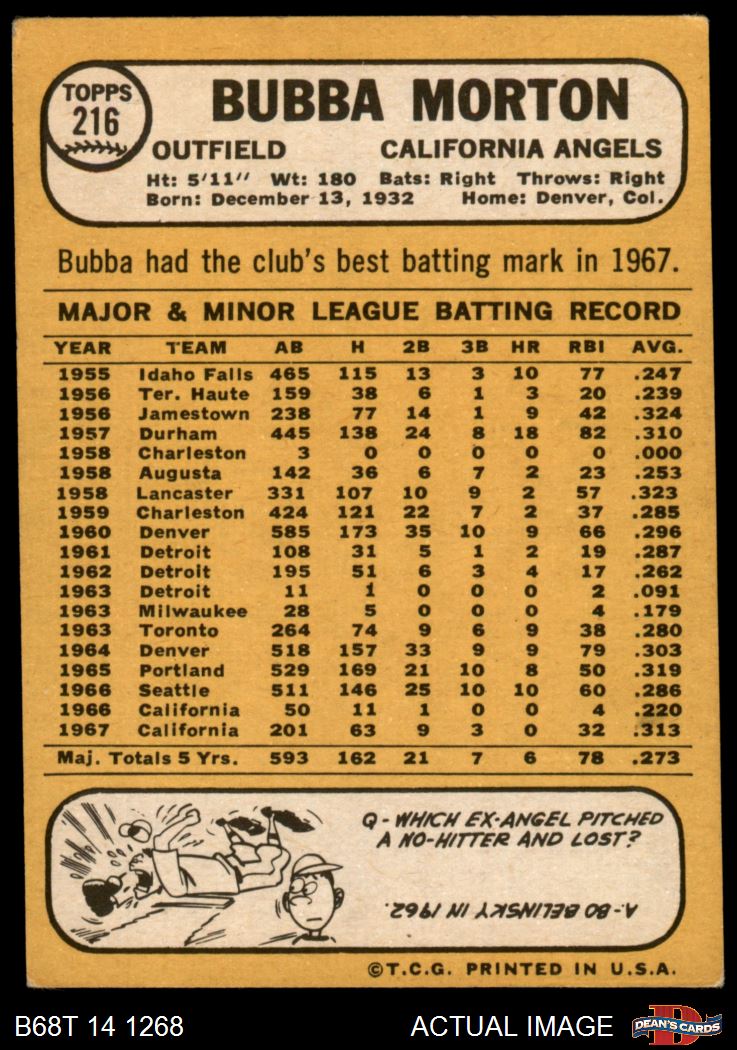 TOPPS
216
BUBBA MORTON
OUTFIELD CALIFORNIA ANGELS
Ht: 5'11" Wt: 180 Bats: Right Throws: Right
Born: December 13, 1932 Home: Denver, Col.
Bubba had the club's best batting mark in 1967.
MAJOR & MINOR LEAGUE BATTING RECORD
YEAR TEAM AB H 2B 3B HR RBI AVG.
1955 Idaho Falls 465 115 13 3 10 77 .247
1956 Ter. Haute 159 38 6 1 3 20 .239
1956 Jamestown 238 77 14 1 9 42 .324
1957 Durham 445 138 24 8 18 82 .310
1958 Charleston 3 0 0 0 0 0 .000
1958 Augusta 142 36 6 7 2 23 .253
1958 Lancaster 331 107 10 9 2 57 .323
1959 Charleston 424 121 22 7 2 37 .285
1960 Denver 585 173 35 10 9 66 .296
1961 Detroit 108 31 5 1 2 19 .287
1962 Detroit 195 51 6 3 4 17 .262
1963 Detroit 11 1 0 0 0 2 .091
1963 Milwaukee 28 5 0 0 0 4 .179
1963 Toronto 264 74 9 6 9 38 .280
1964 Denver 518 157 33 9 9 79 .303
1965 Portland 529 169 21 10 8 50 .319
1966 Seattle 511 146 25 10 10 60 .286
1966 California 50 11 1 0 0 4 .220
1967 California 201 63 9 3 0 32 .313
Maj. Totals 5 Yrs. 593 162 21 7 6 78 .273
Q - WHICH EX-ANGEL PITCHED
A NO-HITTER AND LOST?
A - BO BELINSKY IN 1962.
©T.C.G. PRINTED IN U.S.A.
B68T 14 1268 ACTUAL IMAGE
D
DEAN'S CARDS